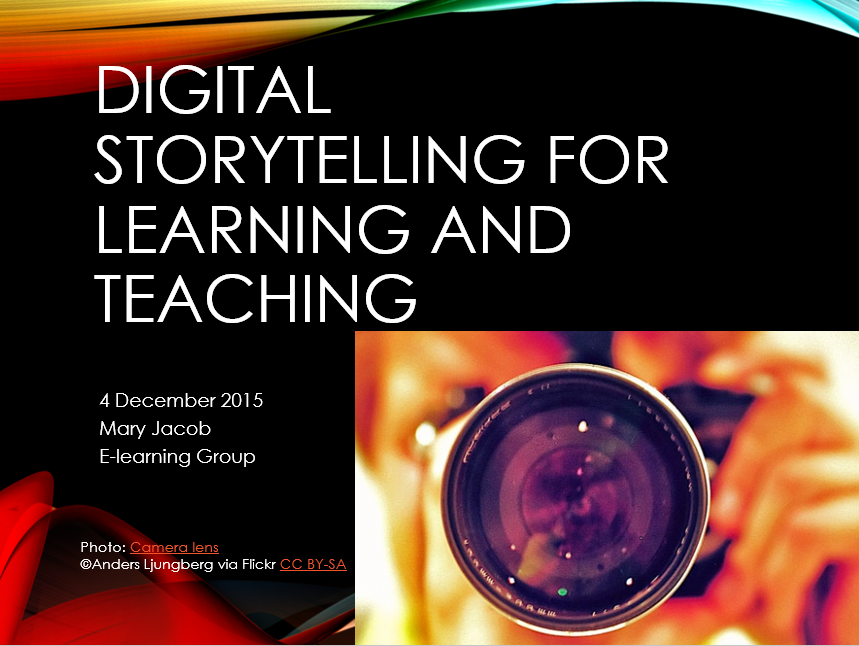 DIGITAL
STORYTELLING FOR
LEARNING AND
TEACHING
4 December 2015
Mary Jacob
E-learning Group
Photo: Camera lens
©Anders Ljungberg via Flickr CC BY-SA